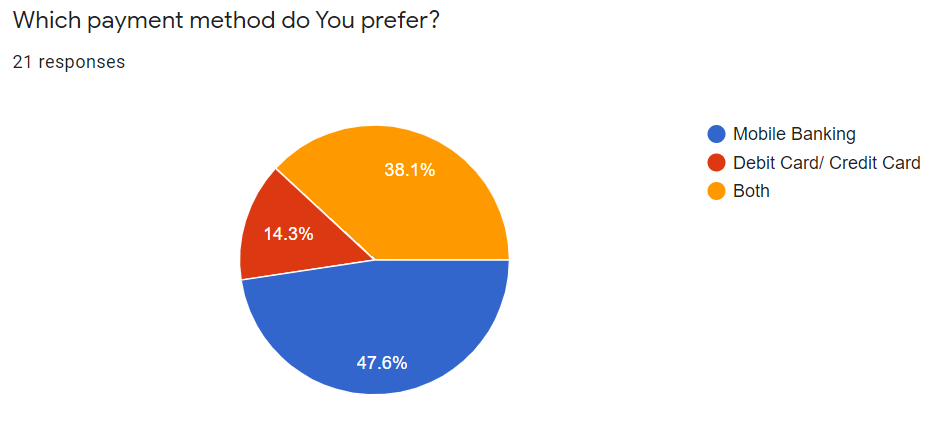 Which payment method do You prefer?
21 responses
Mobile Banking
Debit Card/ Credit Card
Both
38.1%
14.3%
47.6%